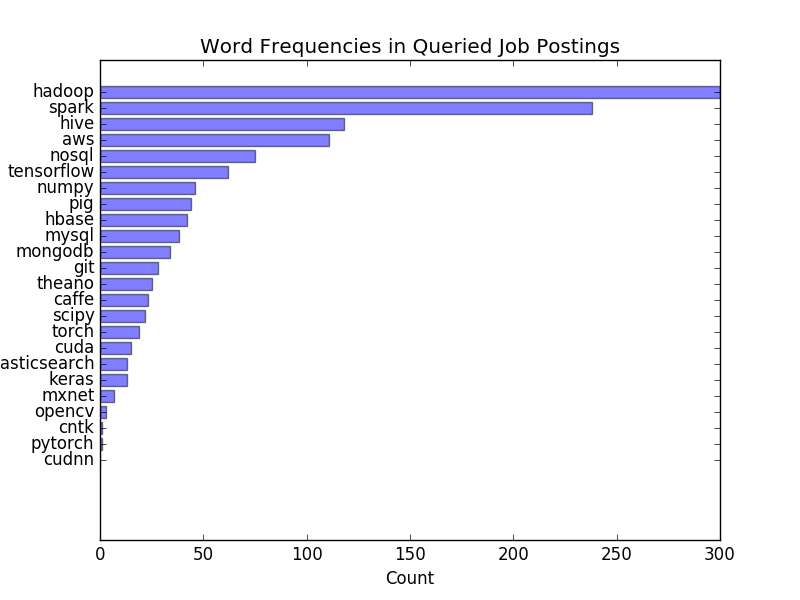 Word Frequencies in Queried Job Postings
hadoop
spark
hive
aws
nosql
tensorflow
numpy
pig
hbase
mysql
mongodb
git
theano
caffe
scipy
torch
cuda
asticsearch
keras
mxnet
opencv
cntk
pytorch
cudnn
0 50 100 150 200 250 300
Count